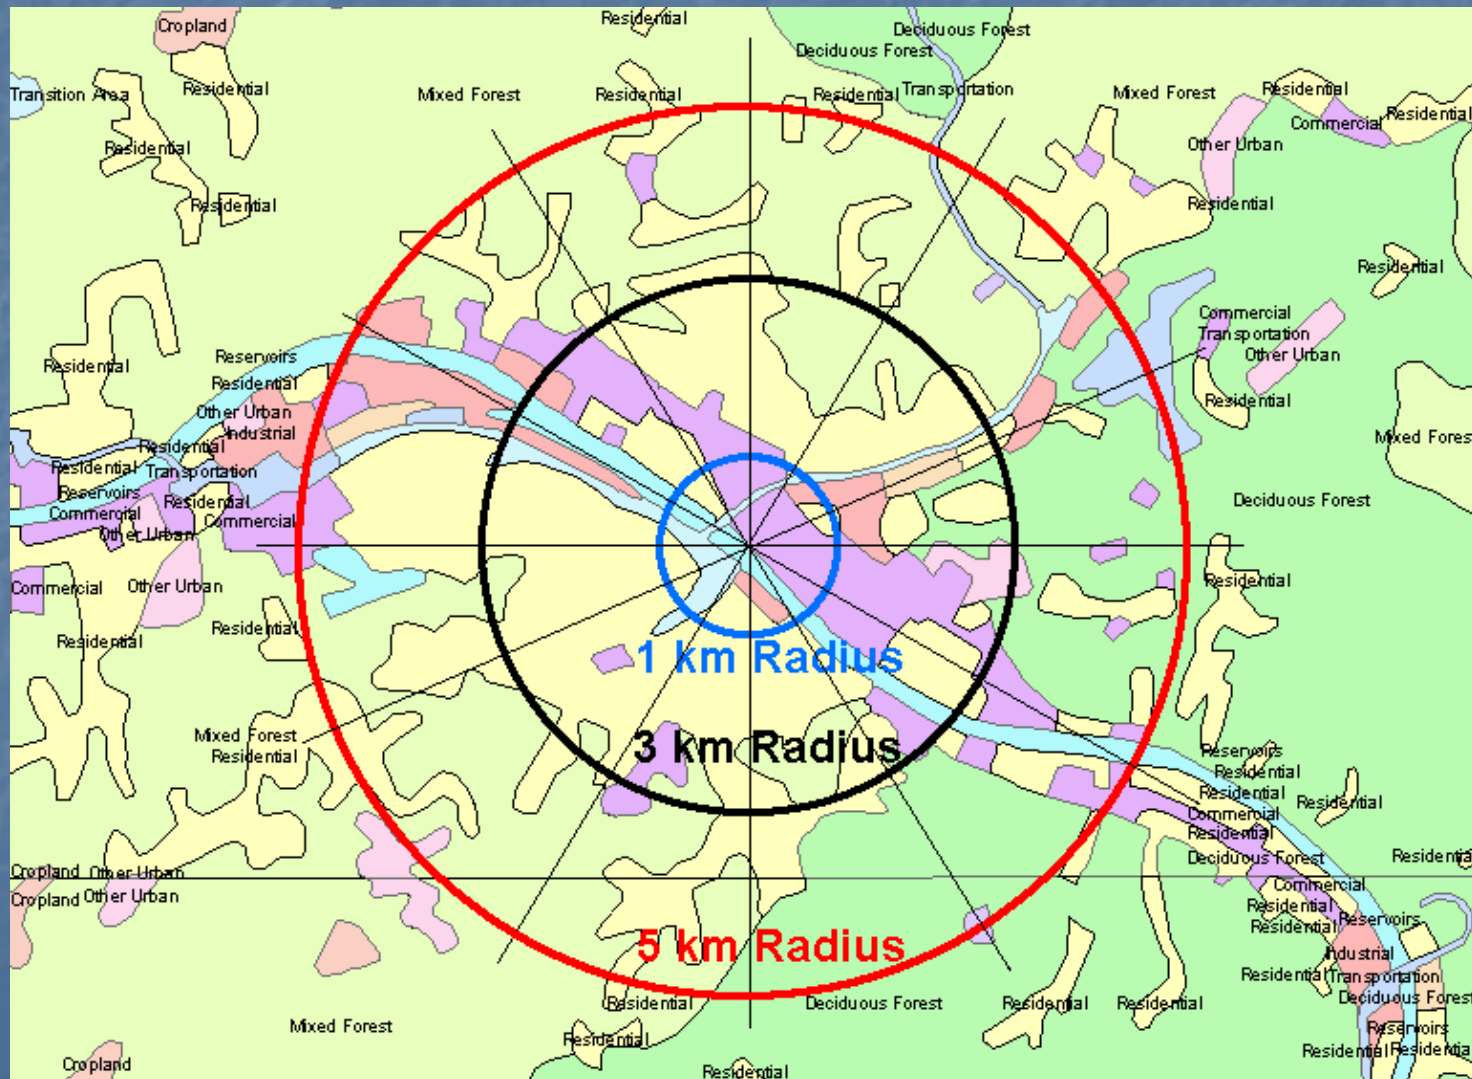 Residential
Cropland
Deciduous Forest
Deciduous Forest
Residential
Mixed Forest
Residential
Residential
Transportation
Mixed Forest
Residential
Transition Area
Commercial
Residential
Residential
Other Urban
Residential
Residential
Residential
Commercial
Transportation
Other Urban
Reservoirs
Residential
Residential
Residential
Other Urban
Industrial
Mixed Forest
Residential
Residential
Transportation
Reservoirs
Residential
Deciduous Forest
Commercial
Commercial
Other Urban
Commercial
Other Urban
Residential
Residential
Residential
1 km Radius
Mixed Forest
Residential
3 km Radius
Reservoirs
Residential
Residential
Residential
Commercial
Residential
Deciduous Forest
Residential
Cropland
Other Urban
Commercial
Cropland
Other Urban
Residential
Residential
Reservoirs
5 km Radius
Industrial
Residential
Transportation
Deciduous Forest
Residential
Deciduous Forest
Residential
Residential
Mixed Forest
Reservoirs
Residential
Residential
Residential
Cropland
Residential